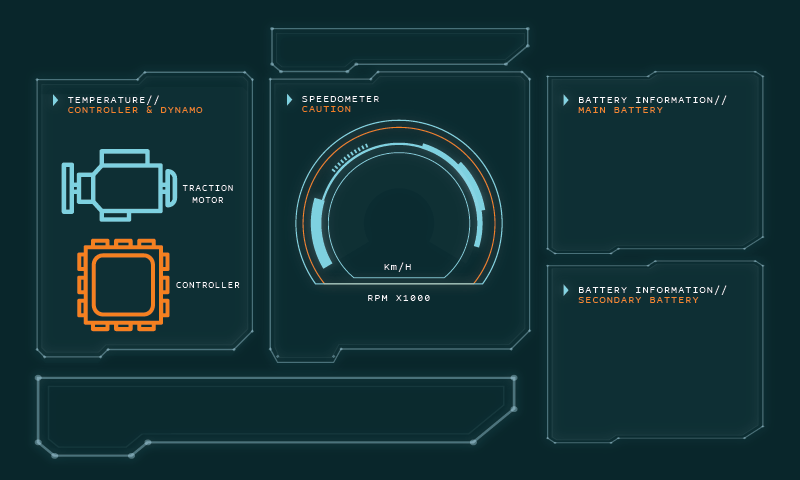 TEMPERATURE//
CONTROLLER & DYNAMO
TRACTION
MOTOR
CONTROLLER
SPEEDOMETER
CAUTION
Km/H
RPM X1000
BATTERY INFORMATION//
MAIN BATTERY
BATTERY INFORMATION//
SECONDARY BATTERY